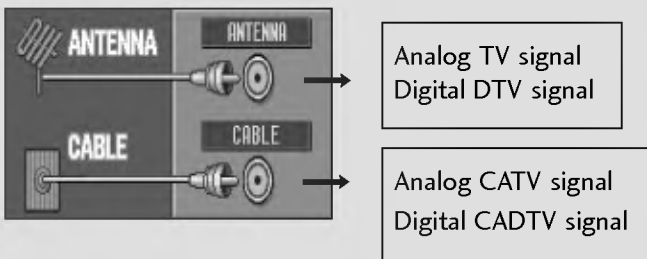 ANTENNA
ANTENNA
Analog TV signal
Digital DTV signal
CABLE
CABLE
Analog CATV signal
Digital CADTV signal